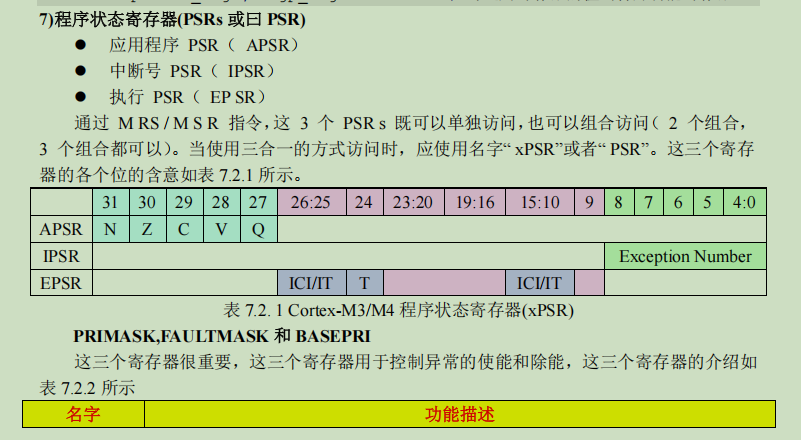 7)程序状态寄存器(PSRs 或曰 PSR)
● 应用程序 PSR（ APSR）
● 中断号 PSR（ IPSR）
● 执行 PSR（ EP SR）
通过 M RS / M S R 指令,这 3 个 PSR s 既可以单独访问,也可以组合访问（ 2 个组合，
3 个组合都可以）。当使用三合一的方式访问时，应使用名字“ xPSR”或者“ PSR”。这三个寄存
器的各个位的含意如表 7.2.1 所示。
31 30 29 28 27 26:25 24 23:20 19:16 15:10 9 8 7 6 5 4:0
APSR N Z C V Q
IPSR Exception Number
EPSR ICI/IT T ICI/IT
表 7.2. 1 Cortex-M3/M4 程序状态寄存器(xPSR)
PRIMASK,FAULTMASK 和 BASEPRI
这三个寄存器很重要，这三个寄存器用于控制异常的使能和除能，这三个寄存器的介绍如
表 7.2.2 所示
名字 功能描述